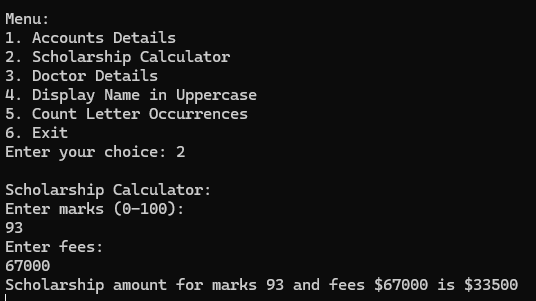 Menu:
1. Accounts Details
2. Scholarship Calculator
3. Doctor Details
4. Display Name in Uppercase
5. Count Letter Occurrences
6. Exit
Enter your choice: 2
Scholarship Calculator:
Enter marks (0-100):
93
Enter fees:
67000
Scholarship amount for marks 93 and fees $67000 is $33500